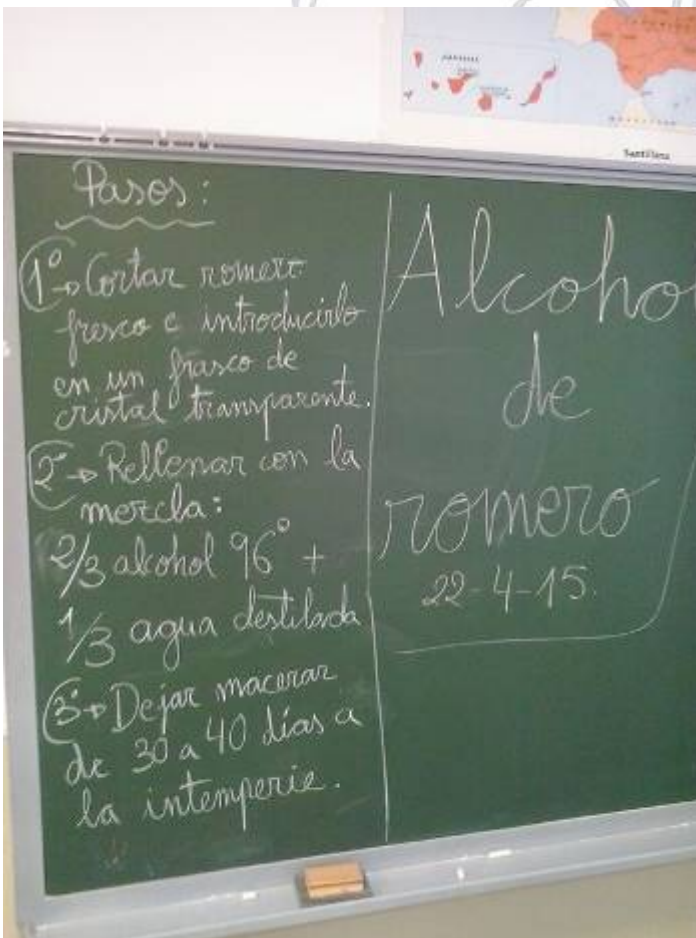 Santillana
Pasos:
1º→ Cortar romero
fresco e introducirlo
en un frasco de
cristal transparente.
2º→ Rellenar con la
mezcla:
2/3 alcohol 96º +
1/3 agua destilada
3º→ Dejar macerar
de 30 a 40 días a
la intemperie.
Alcoho
de
romero
22-4-15.